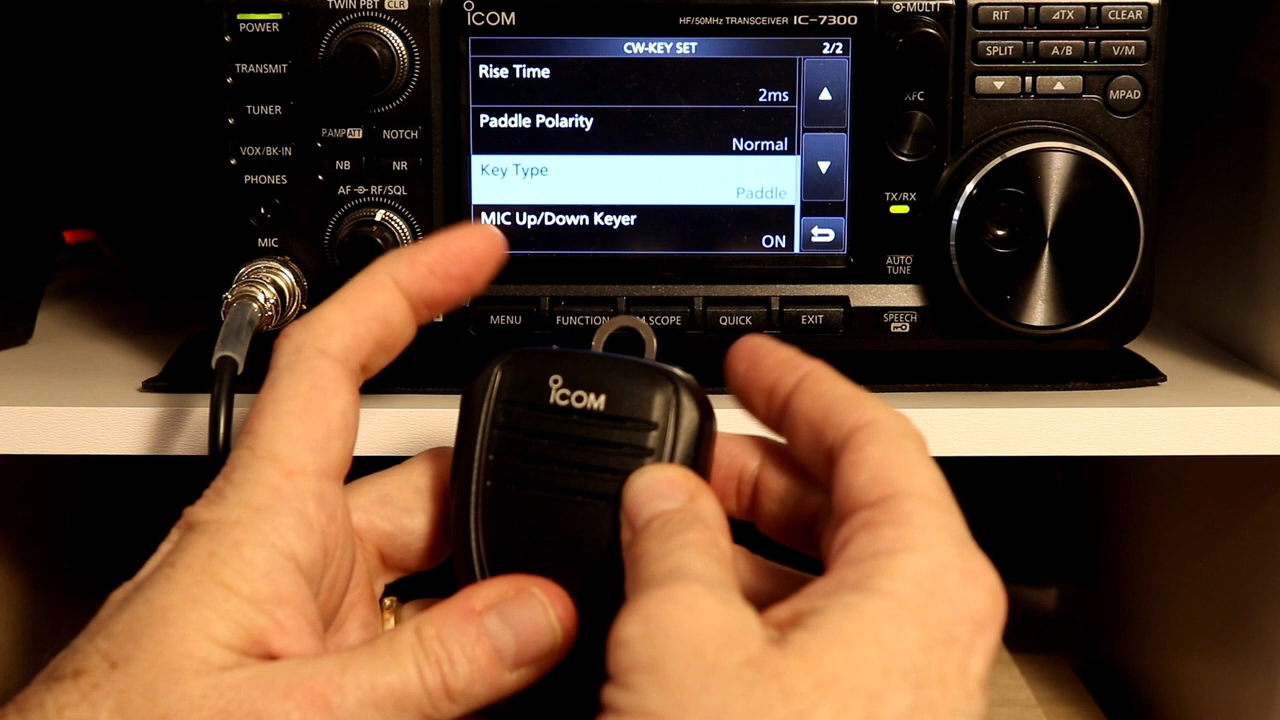 TWIN PBT CLR
POWER
TRANSMIT
TUNER
P.AMP ATT
NOTCH
VOX/BK-IN
NB
NR
PHONES
AF RF/SQL
MIC
ICOM
HF/50MHz TRANSCEIVER IC-7300
CW-KEY SET 2/2
Rise Time
2ms
Paddle Polarity
Normal
Key Type
Paddle
MIC Up/Down Keyer
ON
MENU
FUNCTION
M.SCOPE
QUICK
EXIT
MULTI
XFC
TX/RX
AUTO
TUNE
SPEECH
RIT
⊿TX
CLEAR
SPLIT
A/B
V/M
MPAD
ICOM